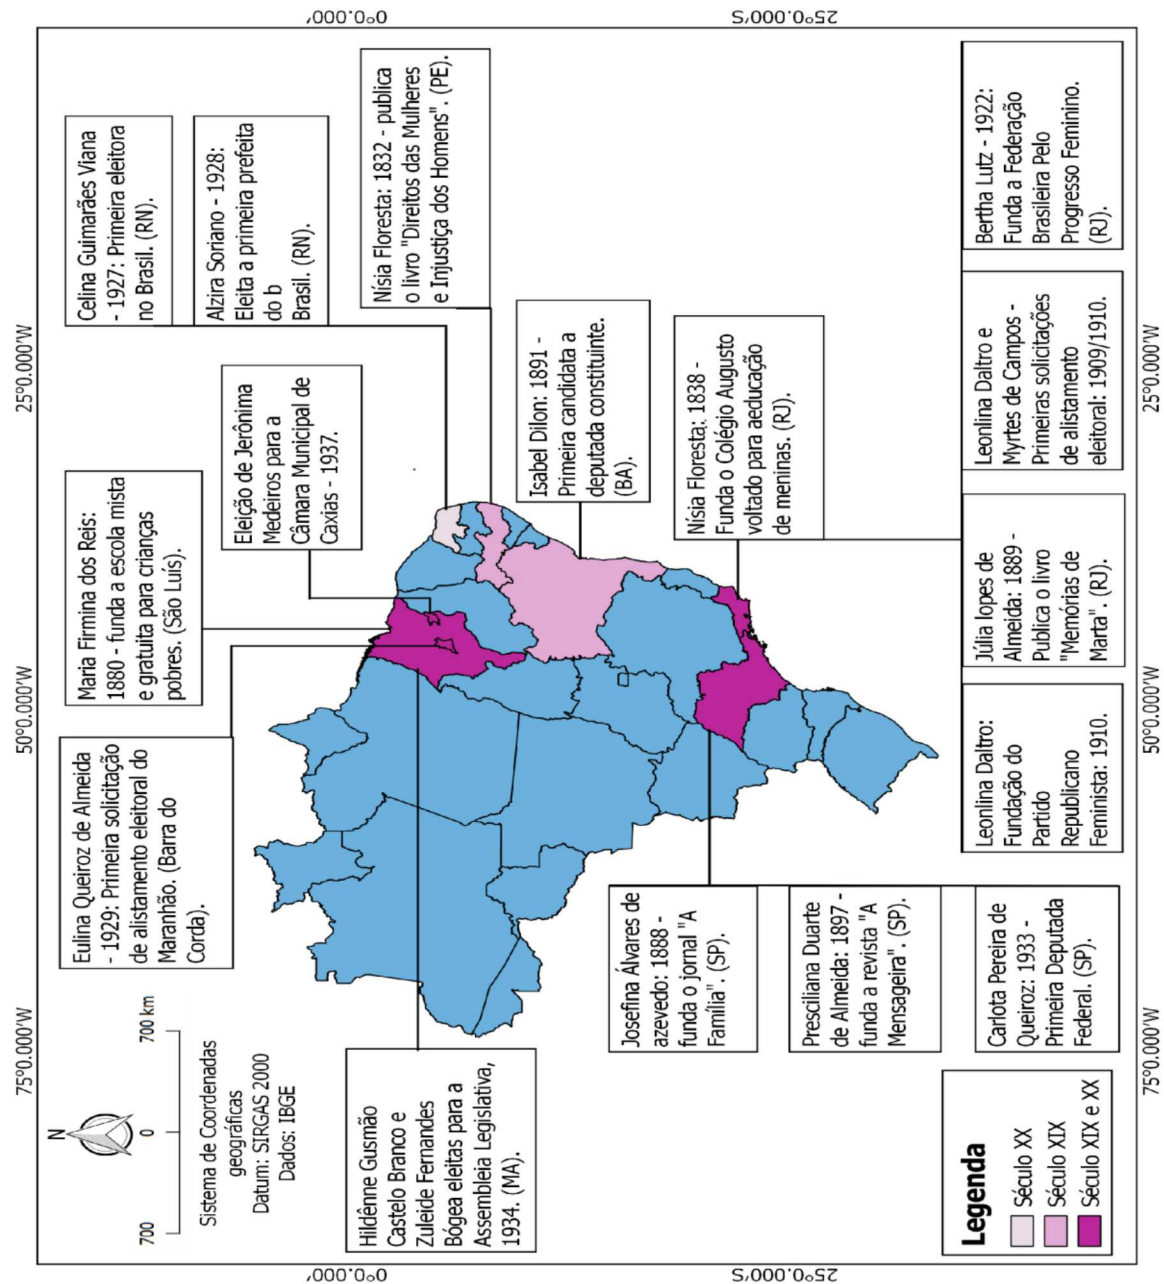 75°0.000'W
50°0.000'W
25°0.000'W
0°0.000'
0°0.000'
25°0.000'S
25°0.000'S
75°0.000'W
50°0.000'W
25°0.000'W
N
700
0
700 km
Sistema de Coordenadas
geográficas
Datum: SIRGAS 2000
Dados: IBGE
Eulina Queiroz de Almeida
- 1929: Primeira solicitação
de alistamento eleitoral do
Maranhão. (Barra do
Corda).
Maria Firmina dos Reis:
1880 - funda a escola mista
e gratuita para crianças
pobres. (São Luís).
Celina Guimarães Viana
- 1927: Primeira eleitora
no Brasil. (RN).
Alzira Soriano - 1928:
Eleita a primeira prefeita
do b
Brasil. (RN).
Eleição de Jerônima
Medeiros para a
Câmara Municipal de
Caxias - 1937.
Nísia Floresta: 1832 - publica
o livro "Direitos das Mulheres
e Injustiça dos Homens". (PE).
Hildênne Gusmão
Castelo Branco e
Zuleide Fernandes
Bógea eleitas para a
Assembleia Legislativa,
1934. (MA).
Isabel Dilon: 1891 -
Primeira candidata a
deputada constituinte.
(BA).
Nísia Floresta: 1838 -
Funda o Colégio Augusto
voltado para aeducação
de meninas. (RJ).
Josefina Álvares de
azevedo: 1888 -
funda o jornal "A
Família". (SP).
Presciliana Duarte
de Almeida: 1897 -
funda a revista "A
Mensageira". (SP).
Carlota Pereira de
Queiroz: 1933 -
Primeira Deputada
Federal. (SP).
Leonlina Daltro:
Fundação do
Partido
Republicano
Feminista: 1910.
Júlia lopes de
Almeida: 1889 -
Publica o livro
"Memórias de
Marta". (RJ).
Leonlina Daltro e
Myrtes de Campos -
Primeiras solicitações
de alistamento
eleitoral: 1909/1910.
Bertha Lutz - 1922:
Funda a Federação
Brasileira Pelo
Progresso Feminino.
(RJ).
Legenda
Século XX
Século XIX
Século XIX e XX